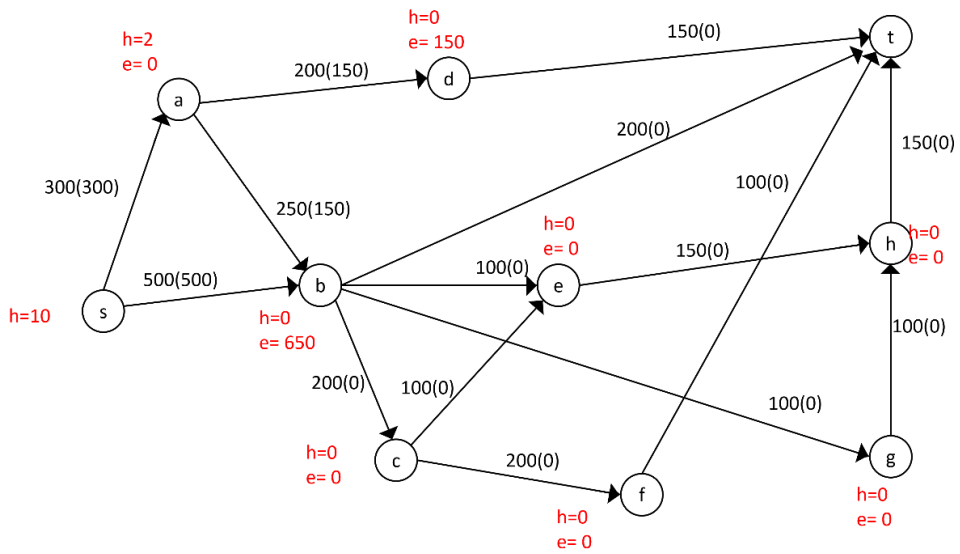 h=0
e= 150
t
h=2
e= 0
150(0)
d
200(150)
a
200(0)
150(0)
100(0)
300(300)
250(150)
h=0
e= 0
h=0
e= 0
h
150(0)
500(500)
100(0)
b
e
s
h=10
h=0
e= 650
100(0)
200(0)
100(0)
100(0)
h=0
e= 0
c
200(0)
g
f
h=0
e= 0
h=0
e= 0